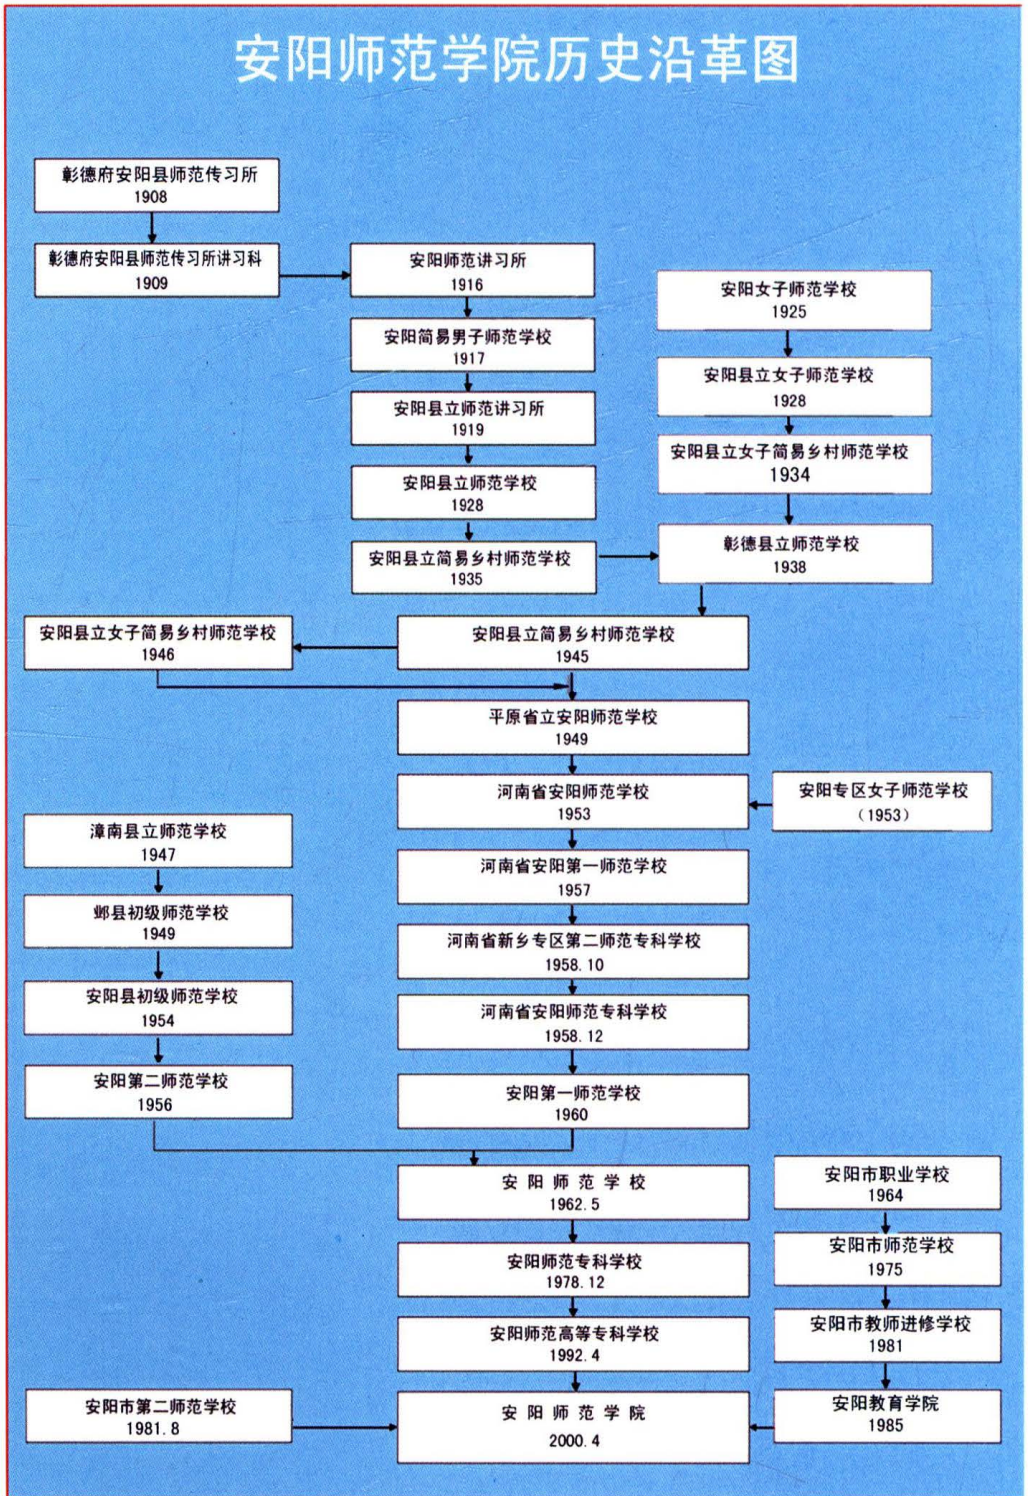 安阳师范学院历史沿革图
彰德府安阳县师范传习所
1908
彰德府安阳县师范传习所讲习科
1909
安阳师范讲习所
1916
安阳简易男子师范学校
1917
安阳县立师范讲习所
1919
安阳县立师范学校
1928
安阳县立简易乡村师范学校
1935
安阳女子师范学校
1925
安阳县立女子师范学校
1928
安阳县立女子简易乡村师范学校
1934
彰德县立师范学校
1938
安阳县立女子简易乡村师范学校
1946
安阳县立简易乡村师范学校
1945
平原省立安阳师范学校
1949
河南省安阳师范学校
1953
安阳专区女子师范学校
（1953）
漳南县立师范学校
1947
邺县初级师范学校
1949
安阳县初级师范学校
1954
安阳第二师范学校
1956
河南省安阳第一师范学校
1957
河南省新乡专区第二师范专科学校
1958.10
河南省安阳师范专科学校
1958.12
安阳第一师范学校
1960
安阳师范学校
1962.5
安阳师范专科学校
1978.12
安阳师范高等专科学校
1992.4
安阳市职业学校
1964
安阳市师范学校
1975
安阳市教师进修学校
1981
安阳教育学院
1985
安阳市第二师范学校
1981.8
安阳师范学院
2000.4